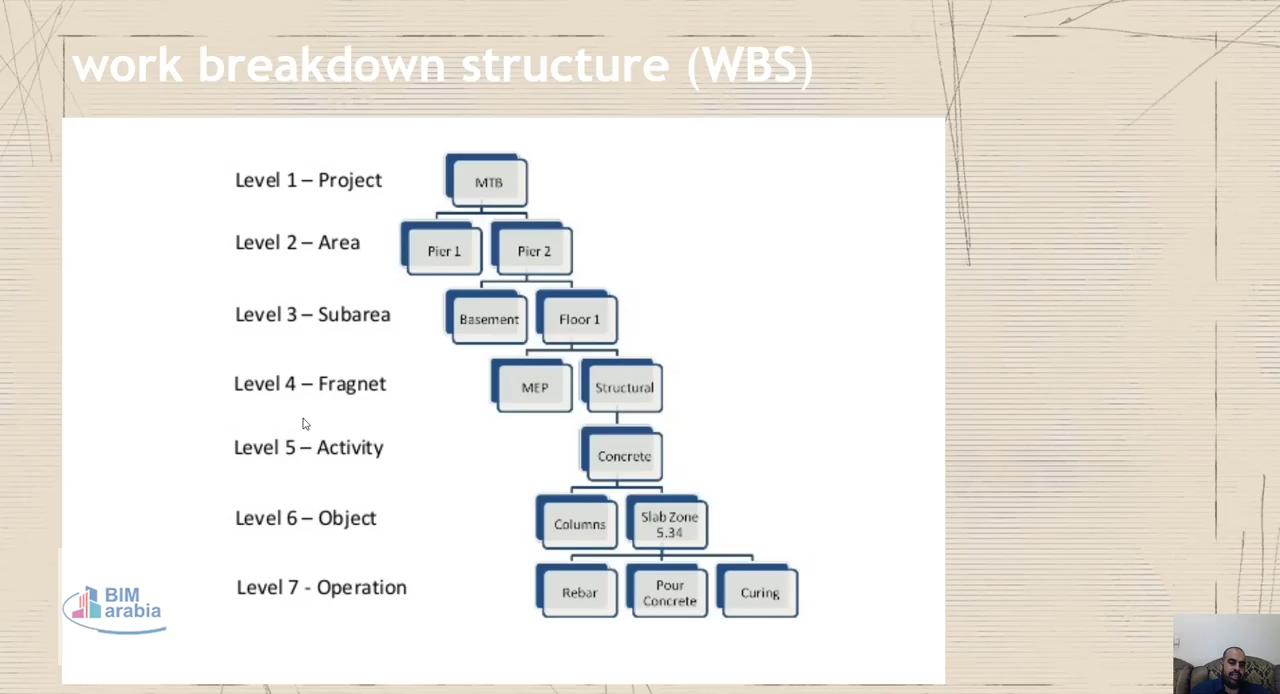 work breakdown structure (WBS)
Level 1 – Project
MTB
Level 2 – Area
Pier 1
Pier 2
Level 3 – Subarea
Basement
Floor 1
Level 4 – Fragnet
MEP
Structural
Level 5 – Activity
Concrete
Level 6 – Object
Columns
Slab Zone
5.34
Level 7 - Operation
Rebar
Pour
Concrete
Curing
BIM
arabia